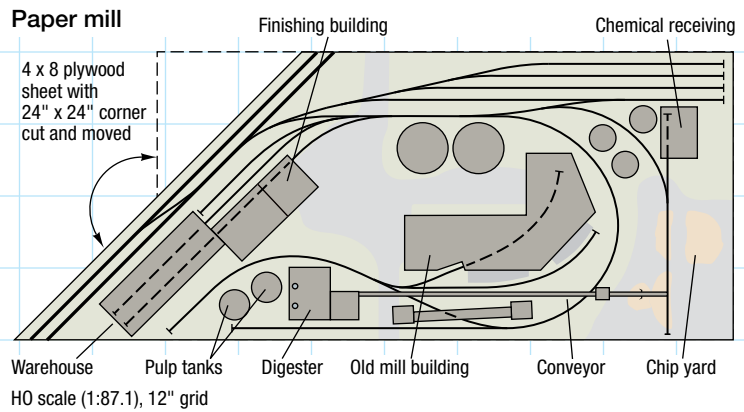 Paper mill
Finishing building
Chemical receiving
4 x 8 plywood
sheet with
24" x 24" corner
cut and moved
Warehouse
Pulp tanks
Digester
Old mill building
Conveyor
Chip yard
HO scale (1:87.1), 12" grid